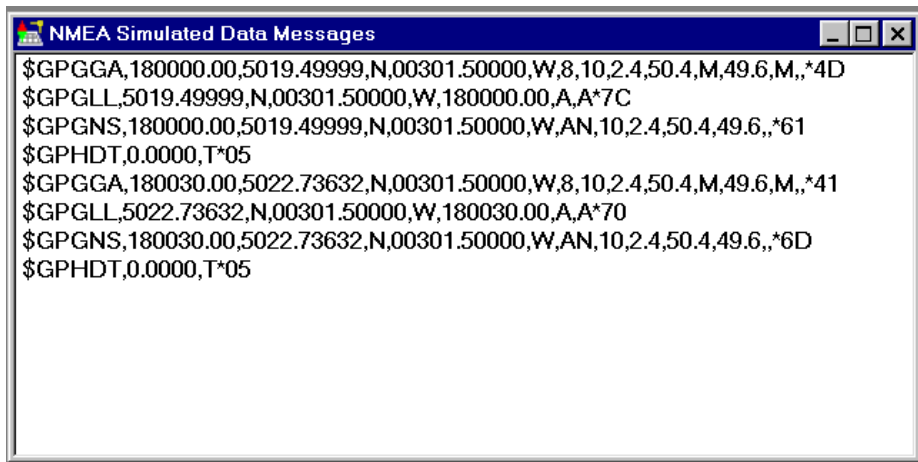 NMEA Simulated Data Messages
$GPGGA,180000.00,5019.49999,N,00301.50000,W,8,10,2.4,50.4,M,49.6,M,,*4D
$GPGLL,5019.49999,N,00301.50000,W,180000.00,A,A*7C
$GPGNS,180000.00,5019.49999,N,00301.50000,W,AN,10,2.4,50.4,49.6,,*61
$GPHDT,0.0000,T*05
$GPGGA,180030.00,5022.73632,N,00301.50000,W,8,10,2.4,50.4,M,49.6,M,,*41
$GPGLL,5022.73632,N,00301.50000,W,180030.00,A,A*70
$GPGNS,180030.00,5022.73632,N,00301.50000,W,AN,10,2.4,50.4,49.6,,*6D
$GPHDT,0.0000,T*05